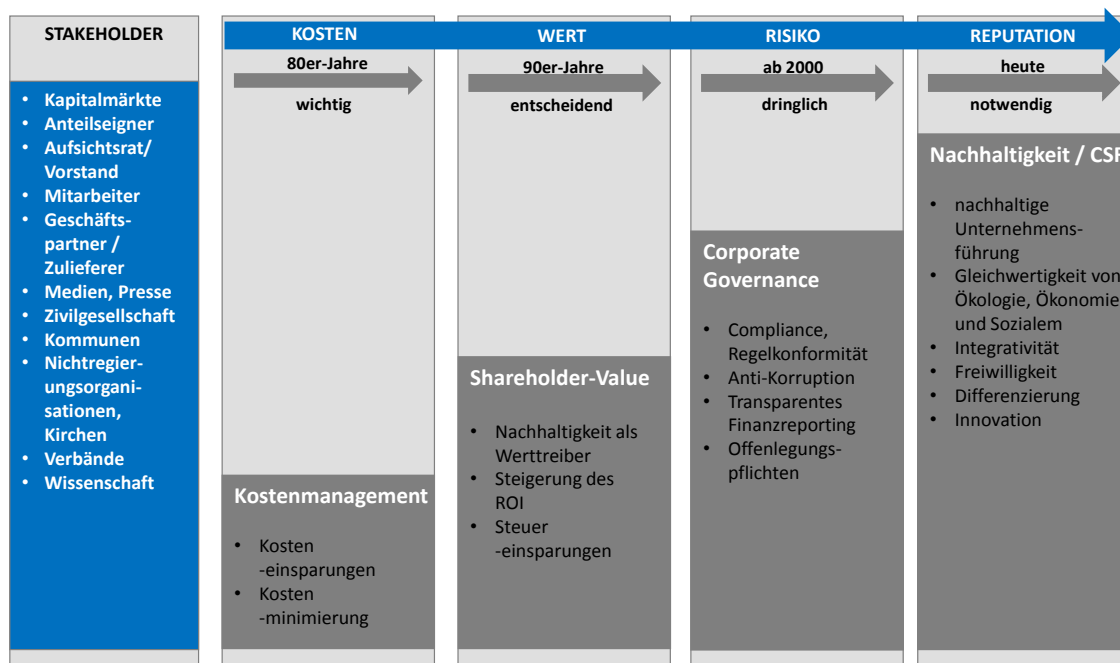 STAKEHOLDER
Kapitalmärkte
Anteilseigner
Aufsichtsrat/
Vorstand
Mitarbeiter
Geschäfts-
partner /
Zulieferer
Medien, Presse
Zivilgesellschaft
Kommunen
Nichtregier-
ungsorgani-
sationen,
Kirchen
Verbände
Wissenschaft
KOSTEN
80er-Jahre
wichtig
Kostenmanagement
Kosten
-einsparungen
Kosten
-minimierung
WERT
90er-Jahre
entscheidend
Shareholder-Value
Nachhaltigkeit als
Werttreiber
Steigerung des
ROI
Steuer
-einsparungen
RISIKO
ab 2000
dringlich
Corporate
Governance
Compliance,
Regelkonformität
Anti-Korruption
Transparentes
Finanzreporting
Offenlegungs-
pflichten
REPUTATION
heute
notwendig
Nachhaltigkeit / CSR
nachhaltige
Unternehmens-
führung
Gleichwertigkeit von
Ökologie, Ökonomie
und Sozialem
Integrativität
Freiwilligkeit
Differenzierung
Innovation